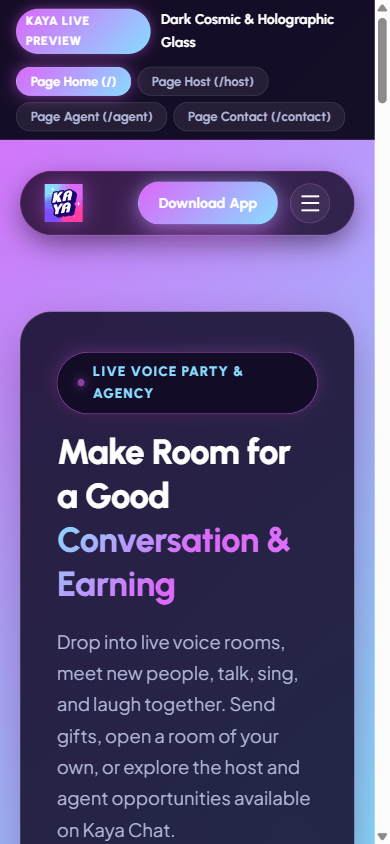 KAYA LIVE
PREVIEW
Dark Cosmic & Holographic
Glass
Page Home (/)
Page Host (/host)
Page Agent (/agent)
Page Contact (/contact)
KA
YA
Download App
LIVE VOICE PARTY &
AGENCY
Make Room for
a Good
Conversation &
Earning
Drop into live voice rooms,
meet new people, talk, sing,
and laugh together. Send
gifts, open a room of your
own, or explore the host and
agent opportunities available
on Kaya Chat.